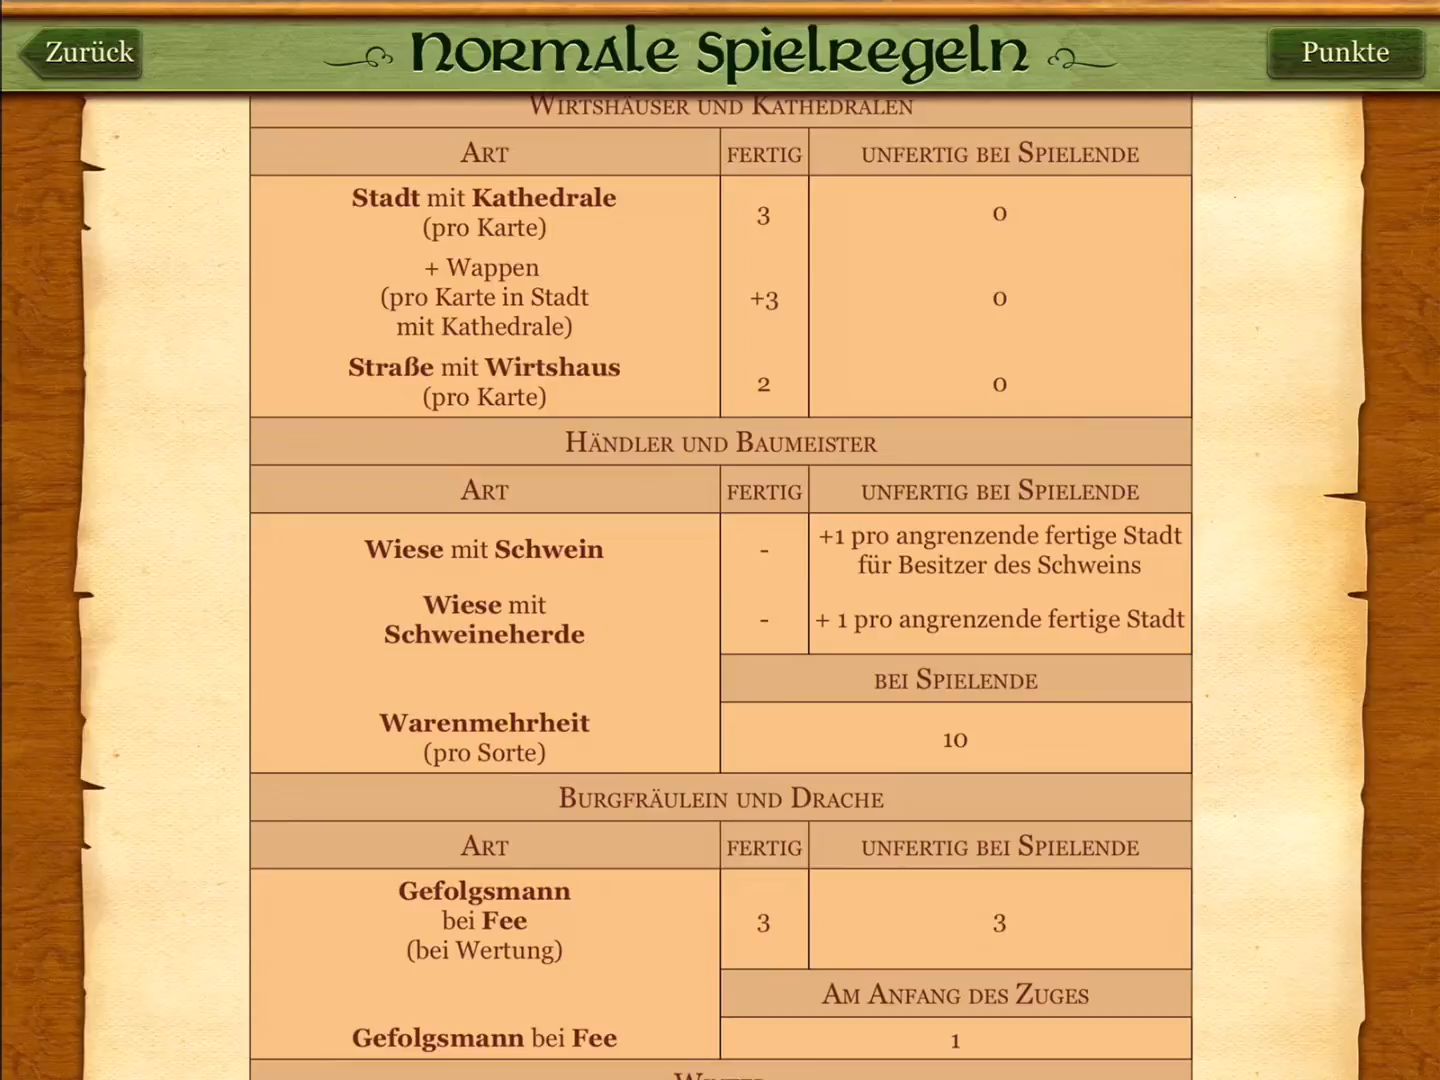 Zurück
Normale Spielregeln
Punkte
Wirtshäuser und Kathedralen
Art fertig unfertig bei Spielende
Stadt mit Kathedrale
(pro Karte)
3 0
+ Wappen
(pro Karte in Stadt
mit Kathedrale)
+3 0
Straße mit Wirtshaus
(pro Karte)
2 0
Händler und Baumeister
Art fertig unfertig bei Spielende
Wiese mit Schwein
-
+1 pro angrenzende fertige Stadt
für Besitzer des Schweins
Wiese mit
Schweineherde
- + 1 pro angrenzende fertige Stadt
bei Spielende
Warenmehrheit
(pro Sorte)
10
Burgfräulein und Drache
Art fertig unfertig bei Spielende
Gefolgsmann
bei Fee
(bei Wertung)
3 3
Am Anfang des Zuges
Gefolgsmann bei Fee 1